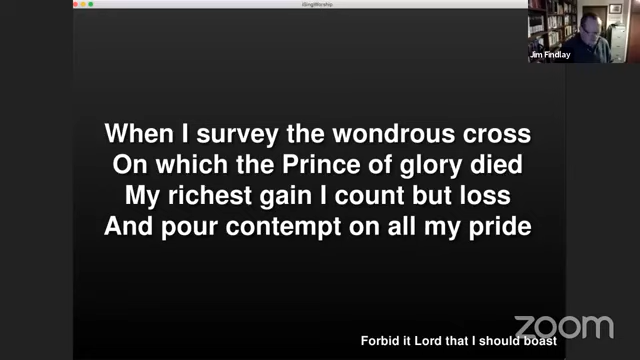 iSingWorship
Jim Findlay
When I survey the wondrous cross
On which the Prince of glory died
My richest gain I count but loss
And pour contempt on all my pride
zoom
Forbid it Lord that I should boast